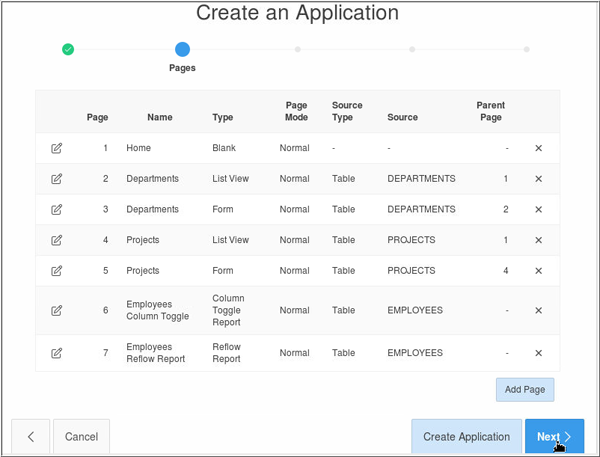 Create an Application
Pages
Page Name Type Page Mode Source Type Source Parent Page
1 Home Blank Normal - - -
2 Departments List View Normal Table DEPARTMENTS 1
3 Departments Form Normal Table DEPARTMENTS 2
4 Projects List View Normal Table PROJECTS 1
5 Projects Form Normal Table PROJECTS 4
6 Employees Column Toggle Column Toggle Report Normal Table EMPLOYEES -
7 Employees Reflow Report Reflow Report Normal Table EMPLOYEES -
Add Page
Cancel Create Application Next